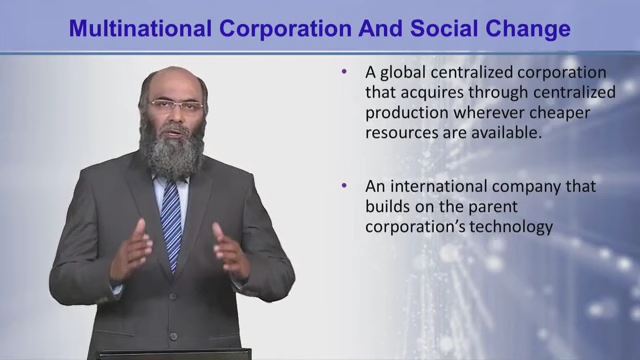 Multinational Corporation And Social Change
• A global centralized corporation
that acquires through centralized
production wherever cheaper
resources are available.
• An international company that
builds on the parent
corporation's technology